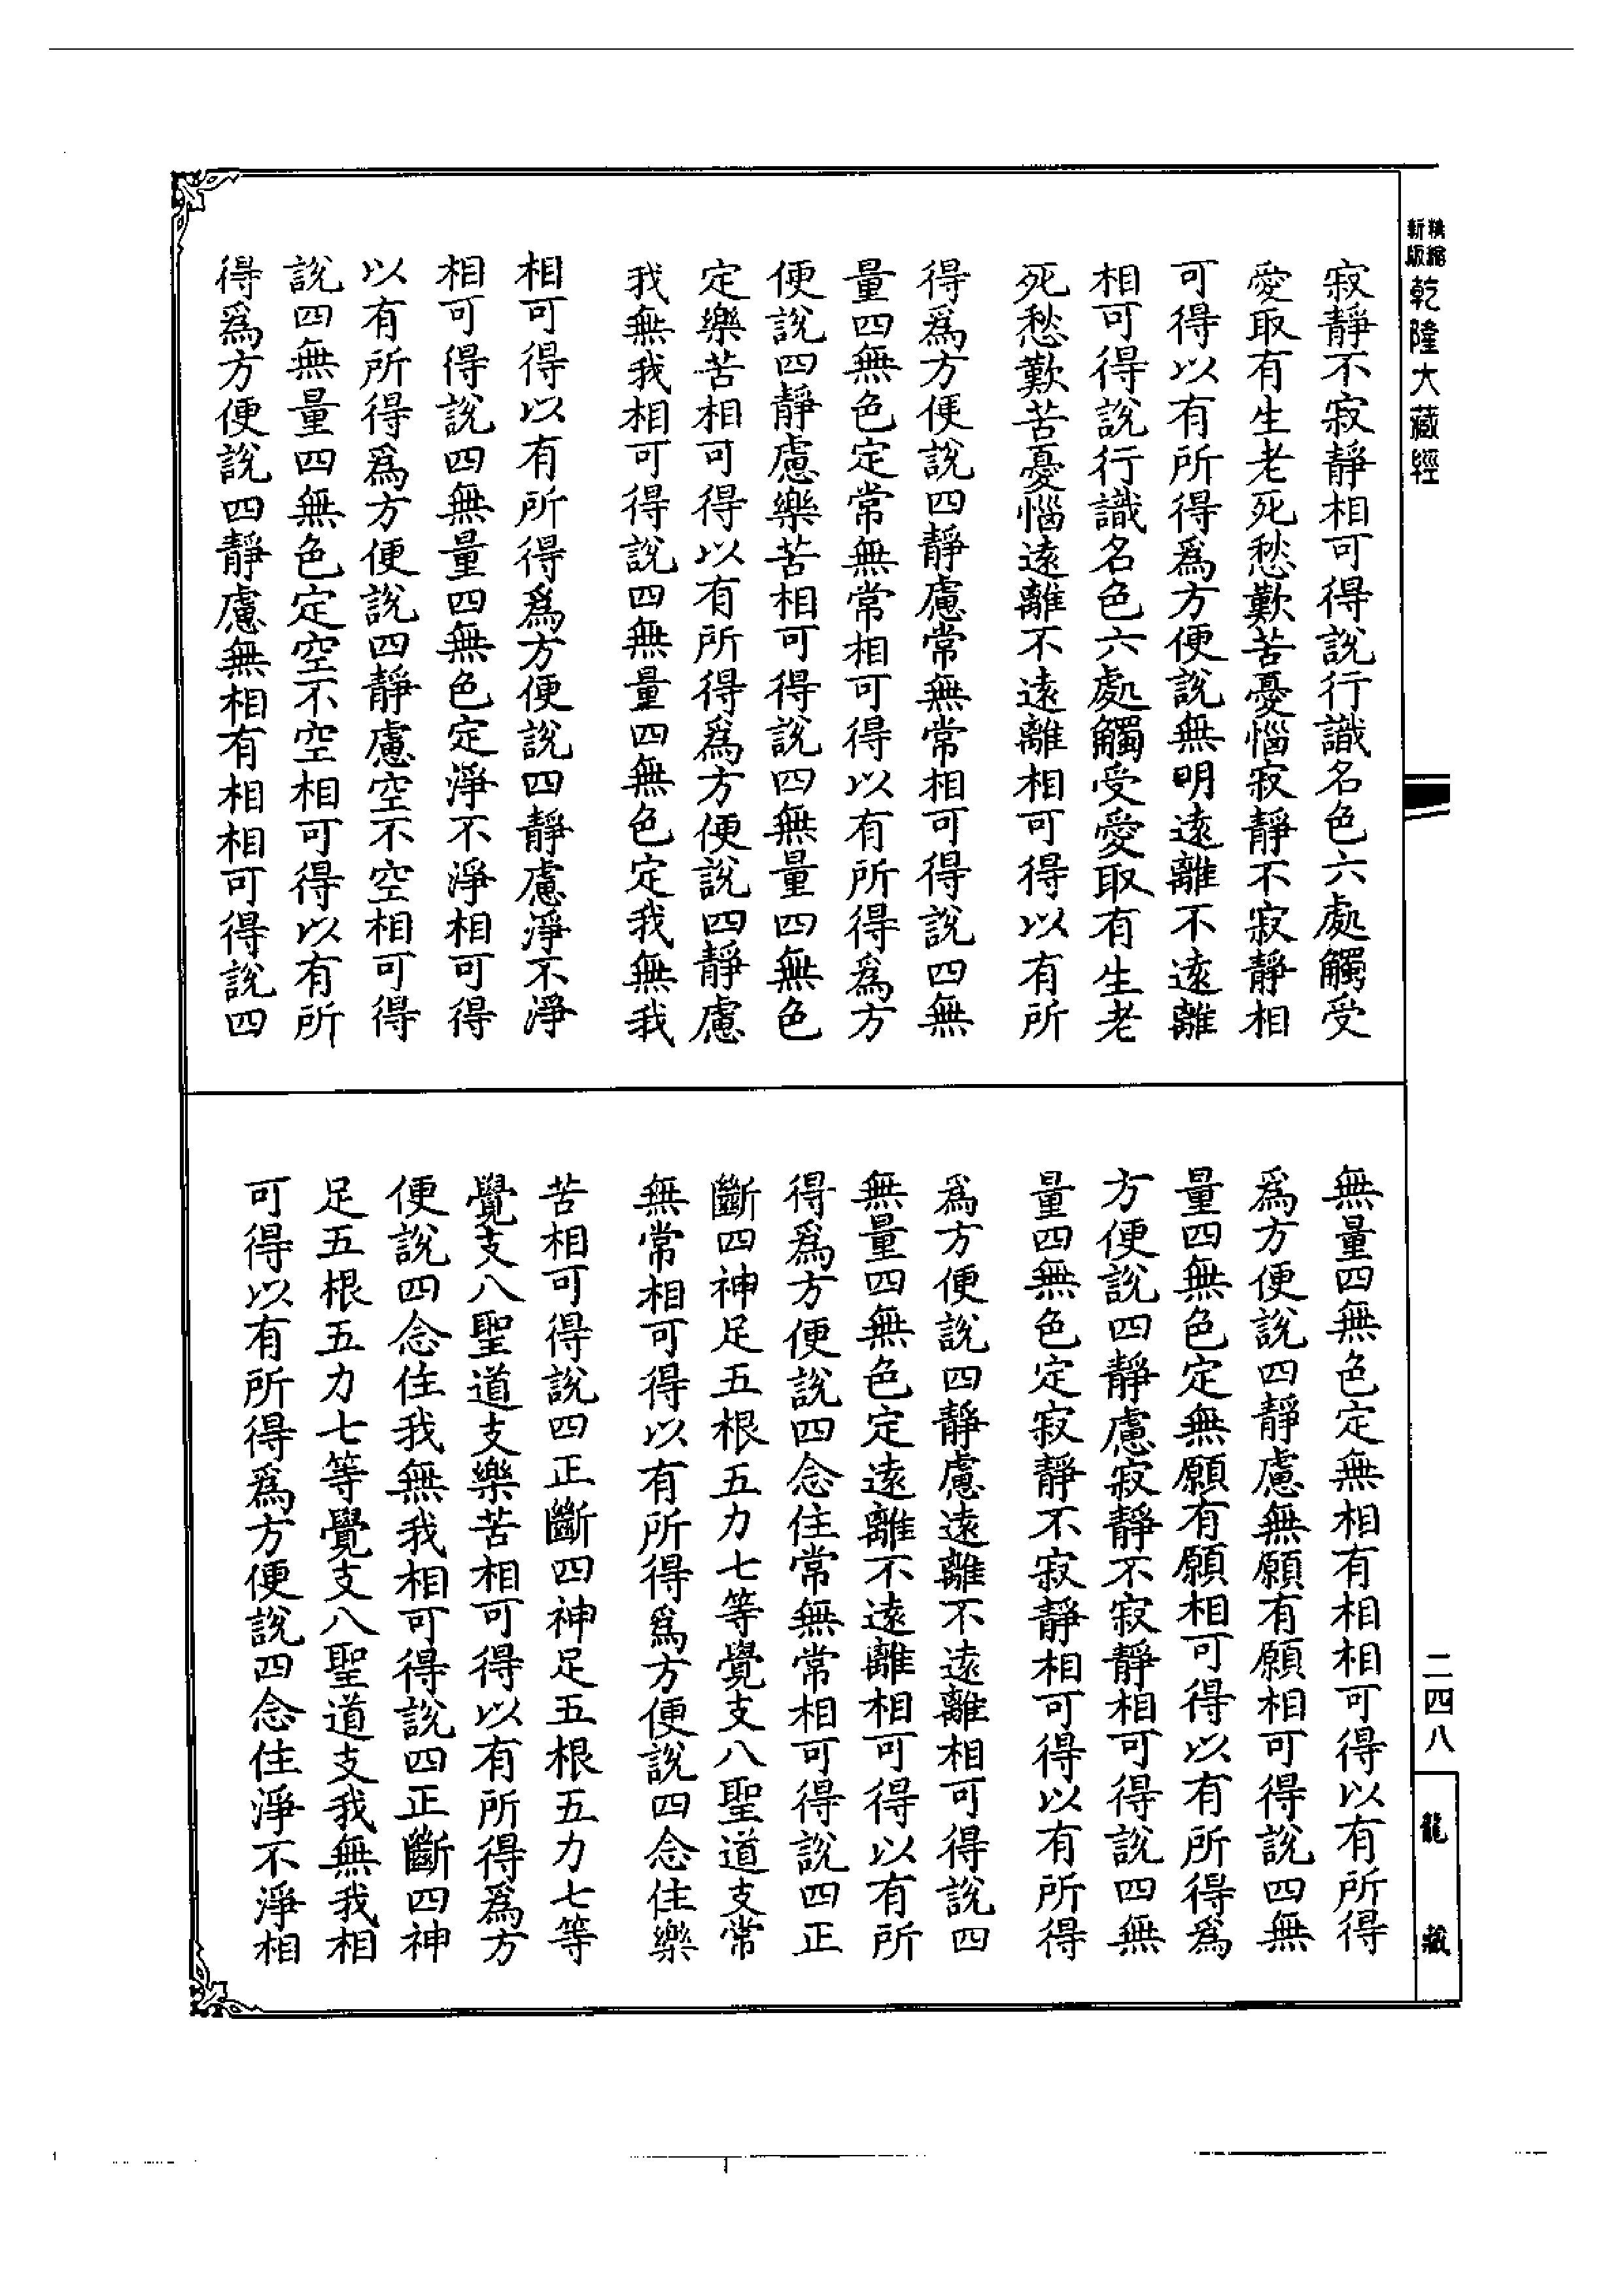 精縮新版乾隆大藏經
寂靜不寂靜相可得說行識名色六處觸受
愛取有生老死愁歎苦憂惱寂靜不寂靜相
可得以有所得爲方便說無明遠離不遠離
相可得說行識名色六處觸受愛取有生老
死愁歎苦憂惱遠離不遠離相可得以有所
得爲方便說四靜慮常無常相可得說四無
量四無色定常無常相可得以有所得爲方
便說四靜慮樂苦相可得說四無量四無色
定樂苦相可得以有所得爲方便說四靜慮
我無我相可得說四無量四無色定我無我
相可得以有所得爲方便說四靜慮淨不淨
相可得說四無量四無色定淨不淨相可得
以有所得爲方便說四靜慮空不空相可得
說四無量四無色定空不空相可得以有所
得爲方便說四靜慮無相有相相可得說四
無量四無色定無相有相相可得以有所得
爲方便說四靜慮無願有願相可得說四無
量四無色定無願有願相可得以有所得爲
方便說四靜慮寂靜不寂靜相可得說四無
量四無色定寂靜不寂靜相可得以有所得
爲方便說四靜慮遠離不遠離相可得說四
無量四無色定遠離不遠離相可得以有所
得爲方便說四念住常無常相可得說四正
斷四神足五根五力七等覺支八聖道支常
無常相可得以有所得爲方便說四念住樂
苦相可得說四正斷四神足五根五力七等
覺支八聖道支樂苦相可得以有所得爲方
便說四念住我無我相可得說四正斷四神
足五根五力七等覺支八聖道支我無我相
可得以有所得爲方便說四念住淨不淨相
二四八
龍藏